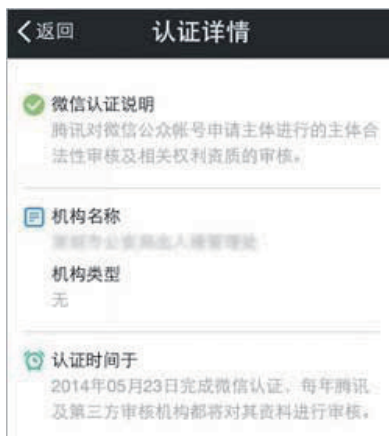 返回 认证详情
微信认证说明
腾讯对微信公众帐号申请主体进行的主体合
法性审核及相关权利资质的审核。
机构名称
机构类型
无
认证时间于
2014年05月23日完成微信认证，每年腾讯
及第三方审核机构都将对其资料进行审核。